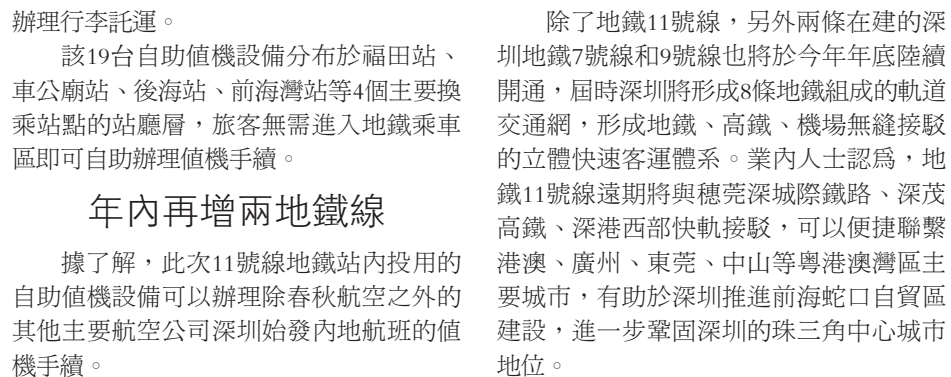 辦理行李託運。
該19台自助值機設備分布於福田站、
車公廟站、後海站、前海灣站等4個主要換
乘站點的站廳層，旅客無需進入地鐵乘車
區即可自助辦理值機手續。
年內再增兩地鐵線
據了解，此次11號線地鐵站內投用的
自助值機設備可以辦理除春秋航空之外的
其他主要航空公司深圳始發內地航班的值
機手續。
除了地鐵11號線，另外兩條在建的深
圳地鐵7號線和9號線也將於今年年底陸續
開通，屆時深圳將形成8條地鐵組成的軌道
交通網，形成地鐵、高鐵、機場無縫接駁
的立體快速客運體系。業內人士認爲，地
鐵11號線遠期將與穗莞深城際鐵路、深茂
高鐵、深港西部快軌接駁，可以便捷聯繫
港澳、廣州、東莞、中山等粵港澳灣區主
要城市，有助於深圳推進前海蛇口自貿區
建設，進一步鞏固深圳的珠三角中心城市
地位。